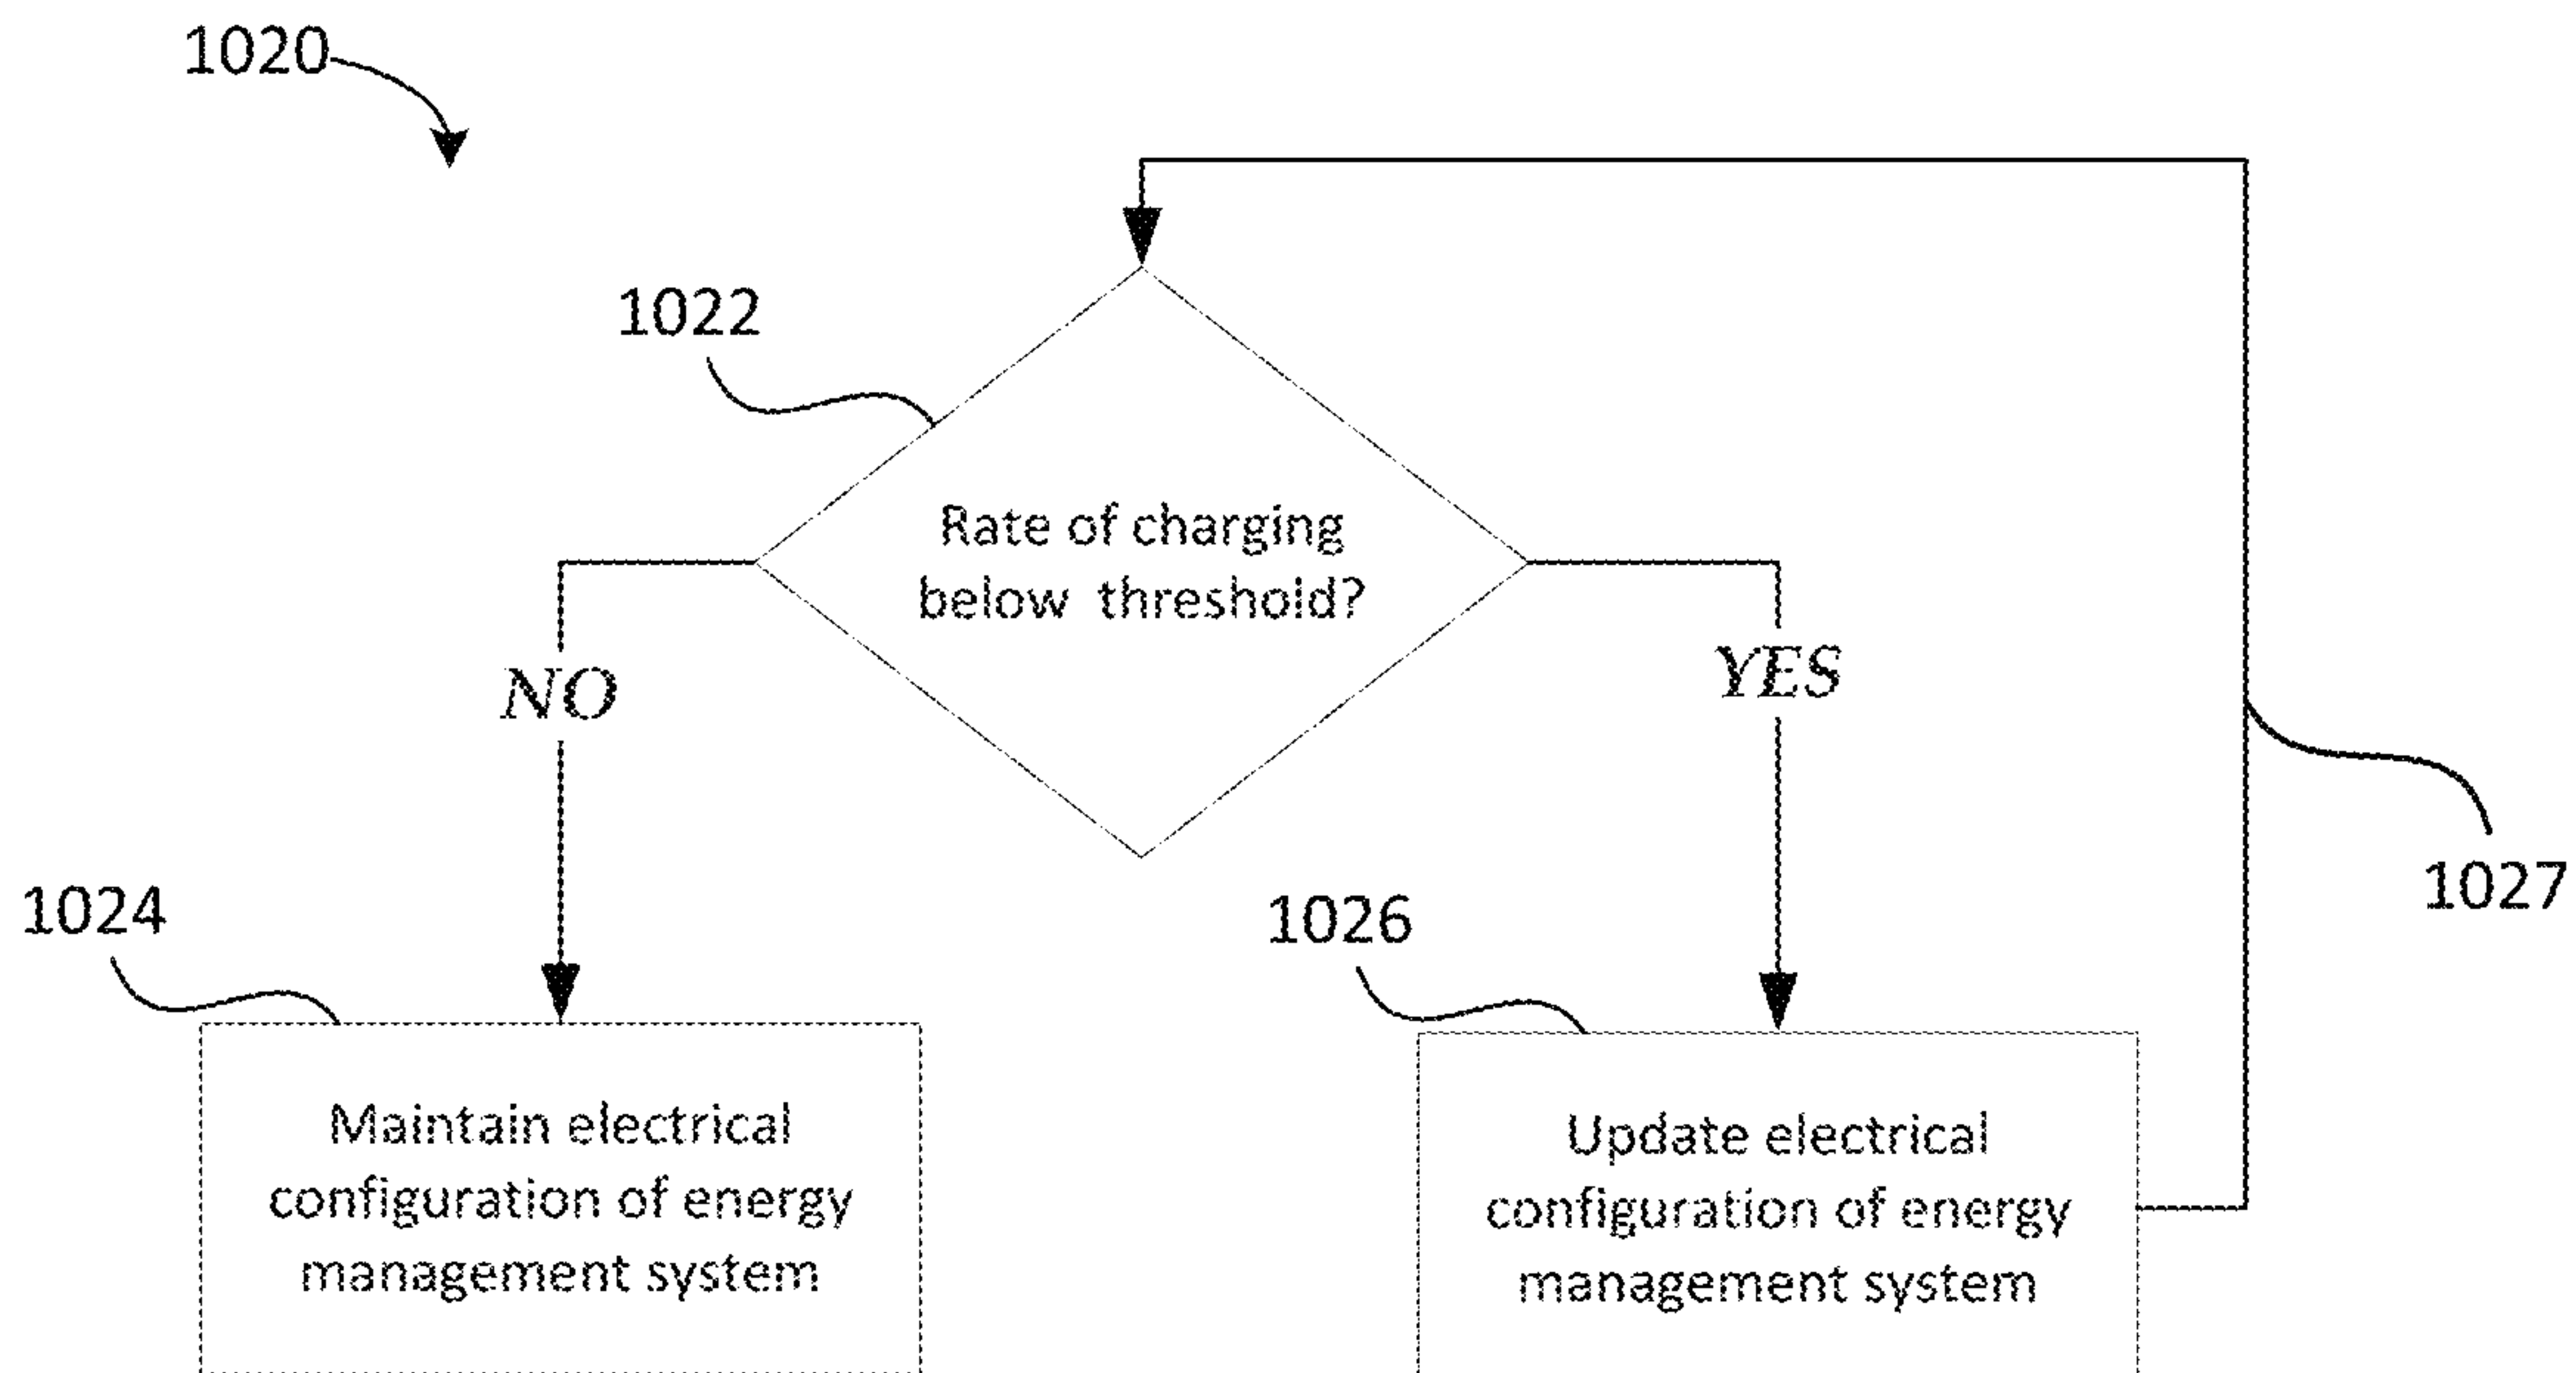 1020
1022
Rate of charging
below threshold?
NO
YES
1027
1024
1026
Maintain electrical
configuration of energy
management system
Update electrical
configuration of energy
management system